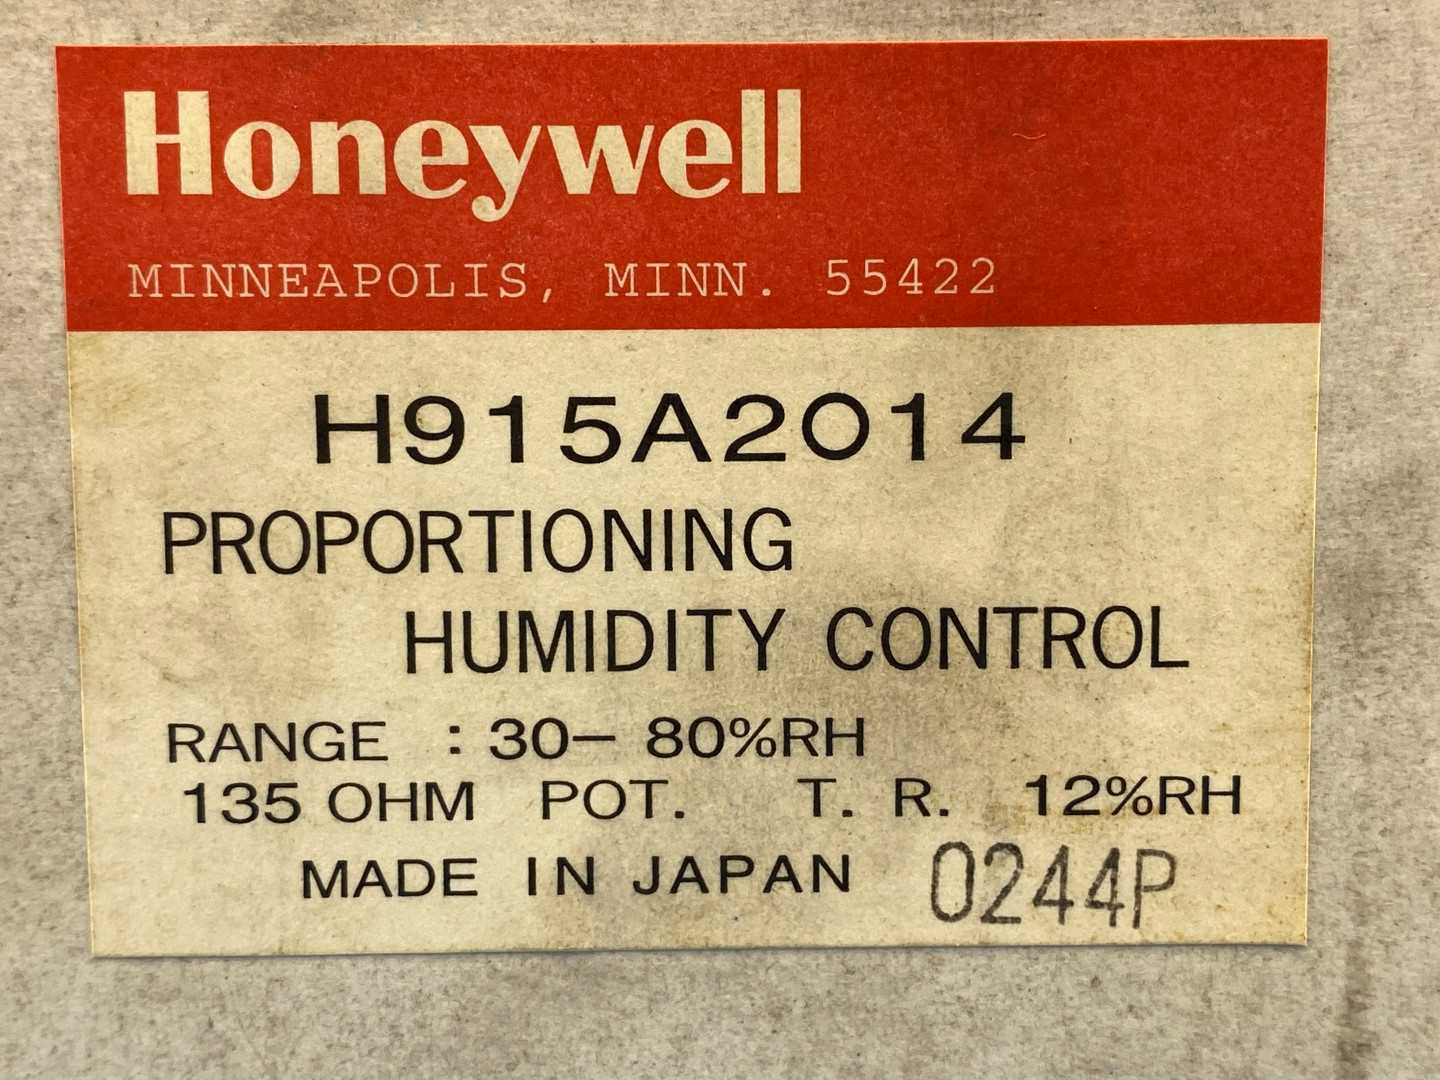 Honeywell
MINNEAPOLIS, MINN. 55422
H915A2014
PROPORTIONING
HUMIDITY CONTROL
RANGE : 30— 80%RH
135 OHM POT. T. R. 12%RH
MADE IN JAPAN 0244P